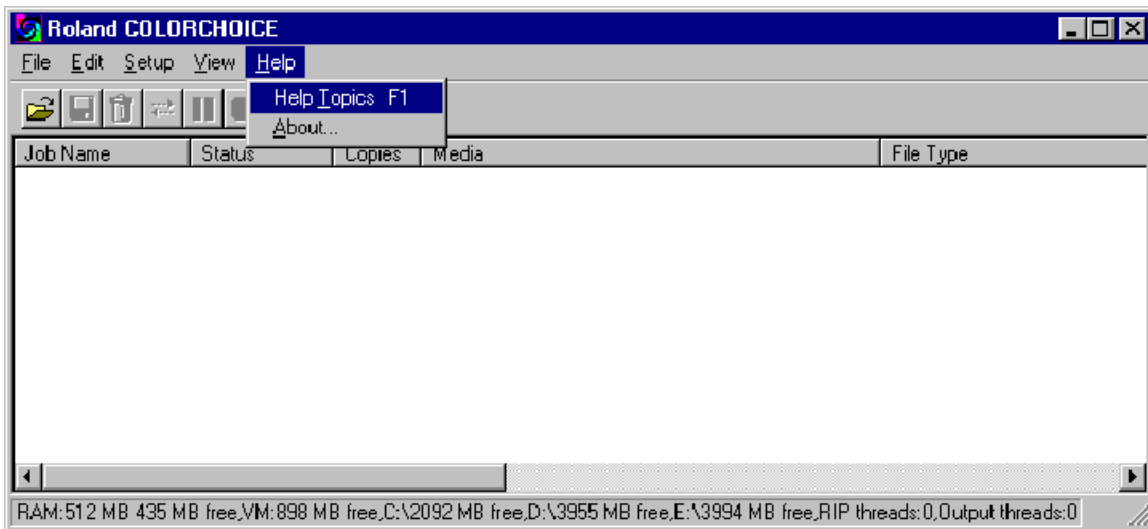 Roland COLORCHOICE
File Edit Setup View Help
Help Topics F1
About...
Job Name Status Copies Media File Type
RAM:512 MB 435 MB free,VM:898 MB free,C:\2092 MB free,D:\3955 MB free,E:\3994 MB free,RIP threads:0,Output threads:0